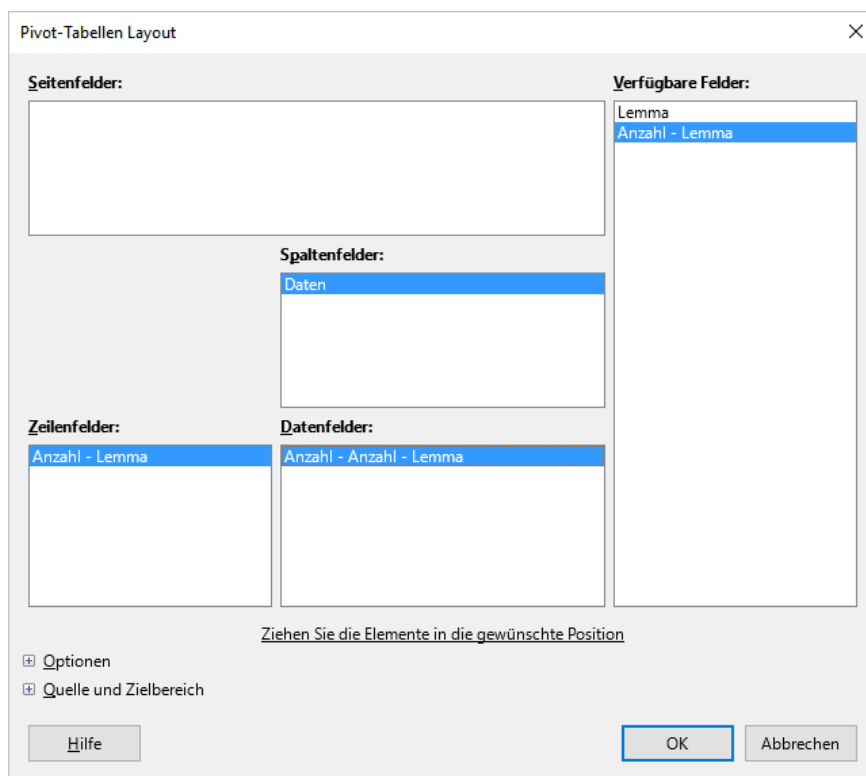 Pivot-Tabellen Layout
Seitenfelder:
Verfügbare Felder:
Lemma
Anzahl - Lemma
Spaltenfelder:
Daten
Zeilenfelder:
Datenfelder:
Anzahl - Lemma
Anzahl - Anzahl - Lemma
Ziehen Sie die Elemente in die gewünschte Position
Optionen
Quelle und Zielbereich
Hilfe
OK
Abbrechen